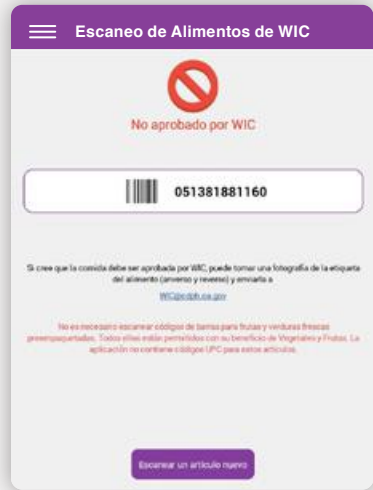 Escaneo de Alimentos de WIC
No aprobado por WIC
051381881160
Si cree que la comida debe ser aprobada por WIC, puede tomar una fotografía de la etiqueta
del alimento (anverso y reverso) y enviarla a
WIC@cdph.ca.gov
No es necesario escanear códigos de barras para frutas y verduras frescas
preempaquetadas. Todos ellos están permitidos con su beneficio de Vegetales y Frutas. La
aplicación no contiene códigos UPC para estos artículos.
Escanear un artículo nuevo